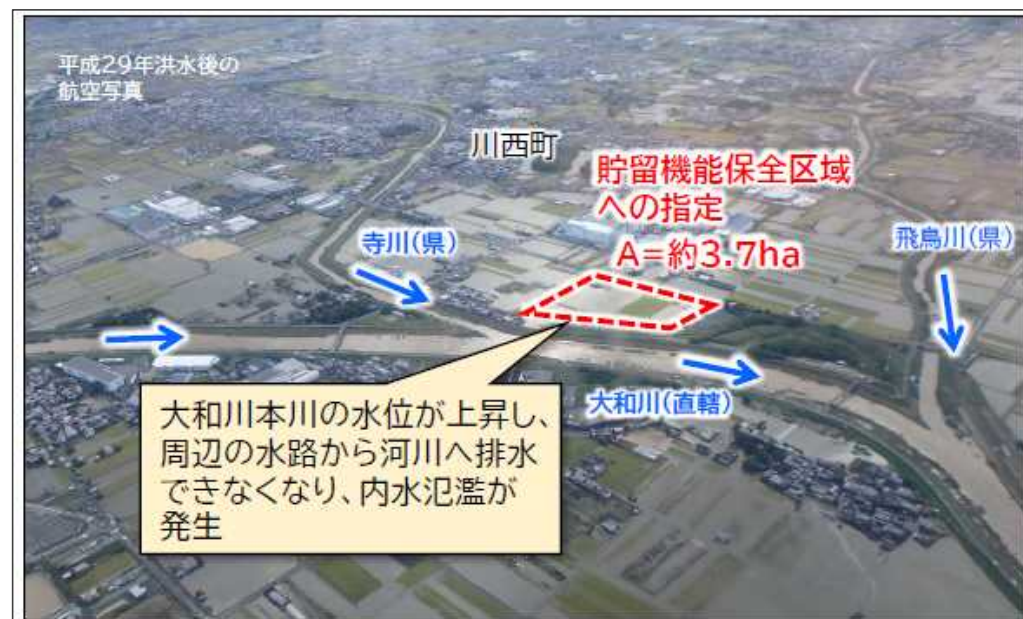 平成29年洪水後の
航空写真
川西町
貯留機能保全区域
への指定
A=約3.7ha
寺川(県)
飛鳥川(県)
大和川(直轄)
大和川本川の水位が上昇し、
周辺の水路から河川へ排水
できなくなり、内水氾濫が
発生